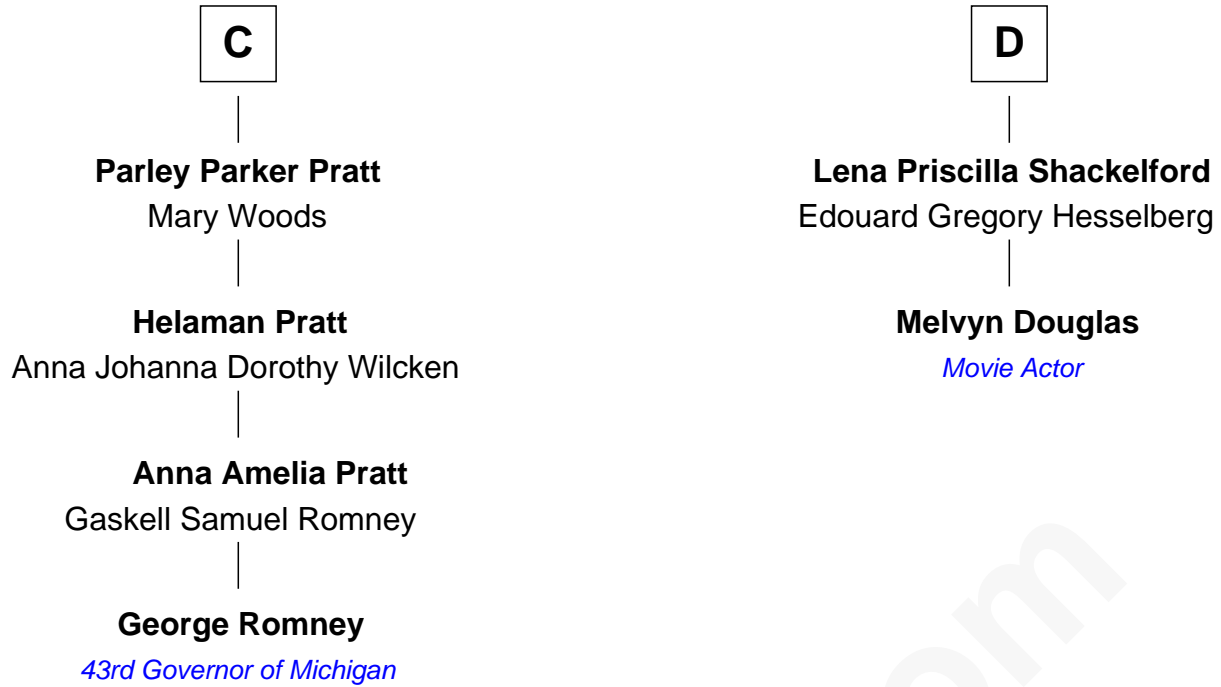 C
Parley Parker Pratt
Mary Woods
Helaman Pratt
Anna Johanna Dorothy Wilcken
Anna Amelia Pratt
Gaskell Samuel Romney
George Romney
43rd Governor of Michigan
D
Lena Priscilla Shackelford
Edouard Gregory Hesselberg
Melvyn Douglas
Movie Actor
om